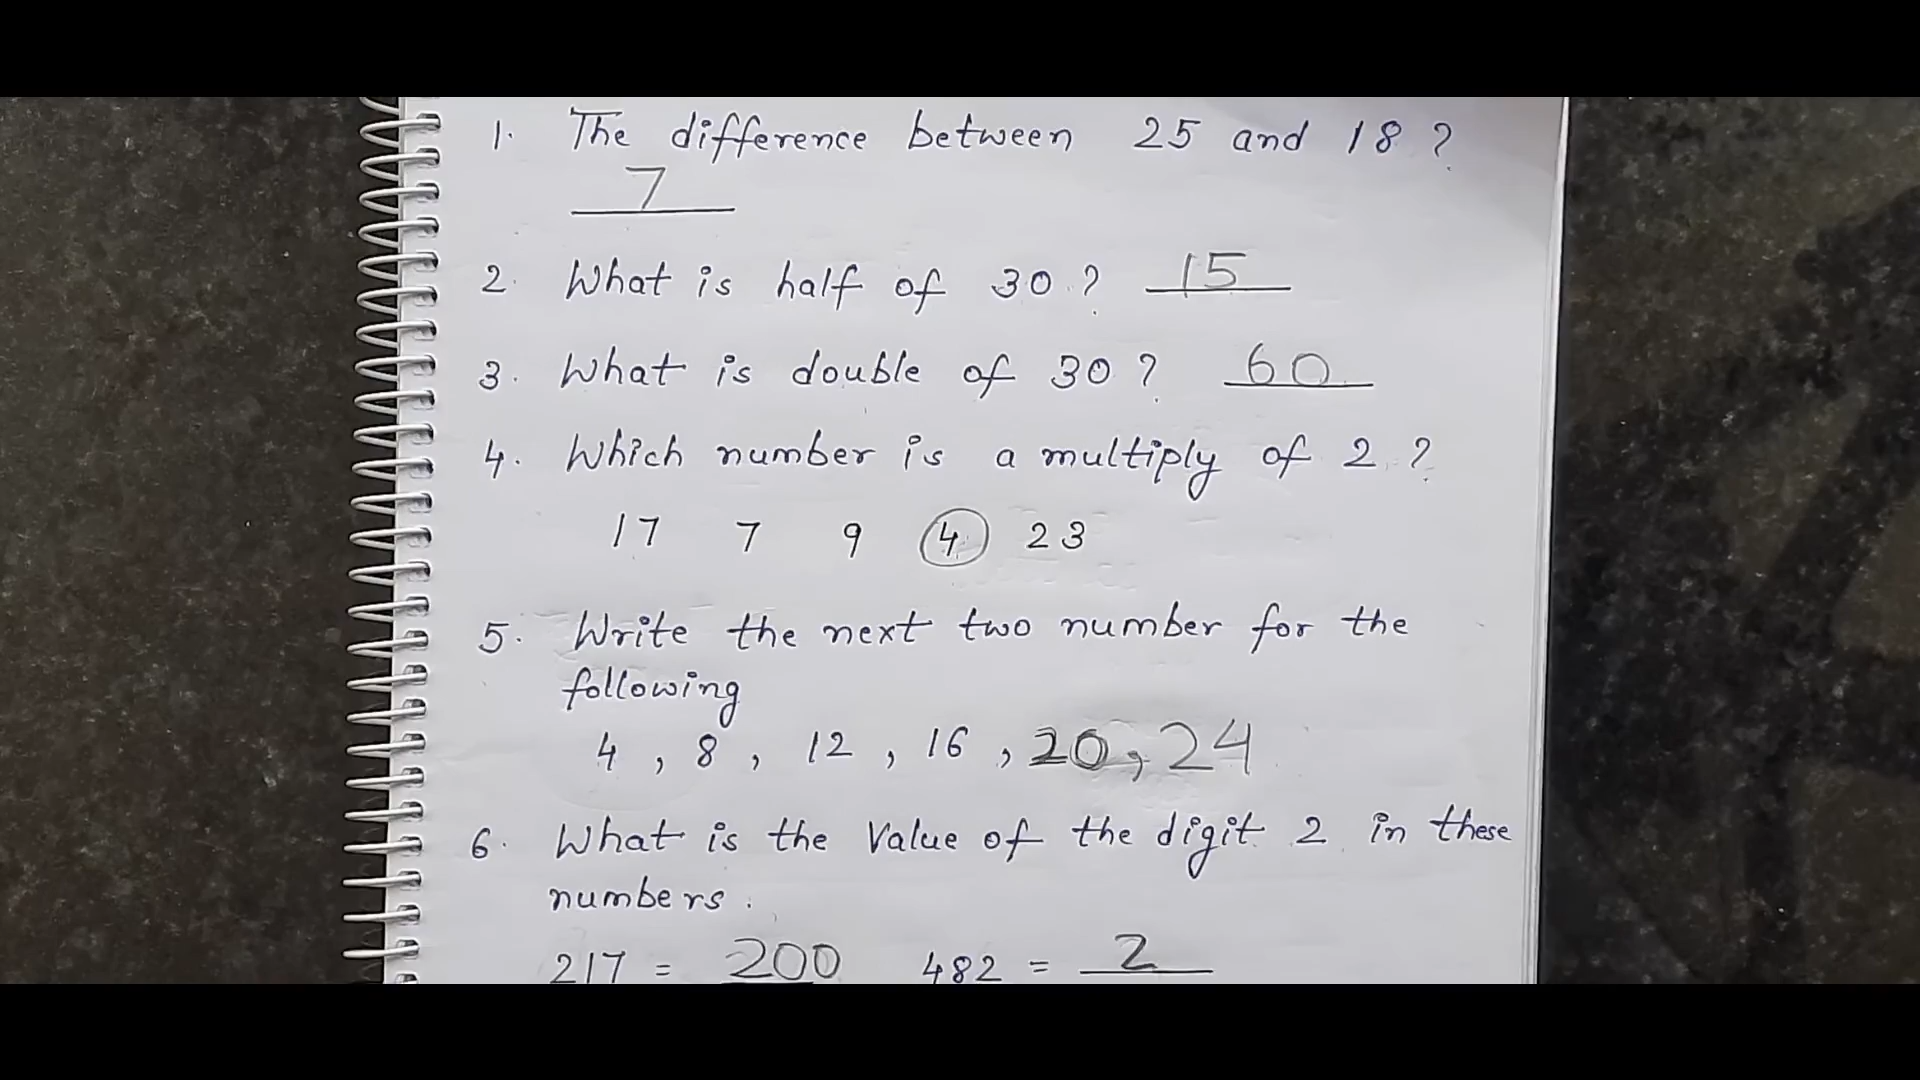 1. The difference between 25 and 18 ?
7
2. What is half of 30 ? 15
3. What is double of 30 ? 60
4. Which number is a multiply of 2 ?
17 7 9 4 23
5. Write the next two number for the
following
4 , 8 , 12 , 16 , 20 , 24
6. What is the Value of the digit 2 in these
numbers .
217 = 200 482 = 2